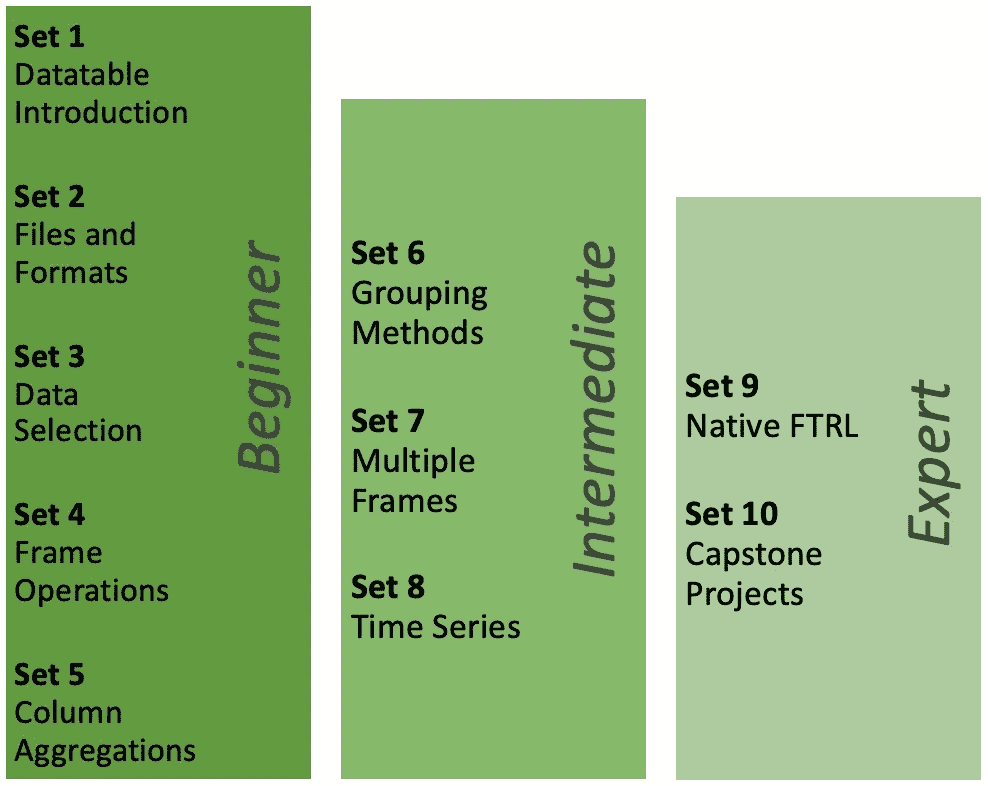 Set 1
Datatable
Introduction
Set 2
Files and
Formats
Set 3
Data
Selection
Set 4
Frame
Operations
Set 5
Column
Aggregations
Beginner
Set 6
Grouping
Methods
Set 7
Multiple
Frames
Set 8
Time Series
Intermediate
Set 9
Native FTRL
Set 10
Capstone
Projects
Expert